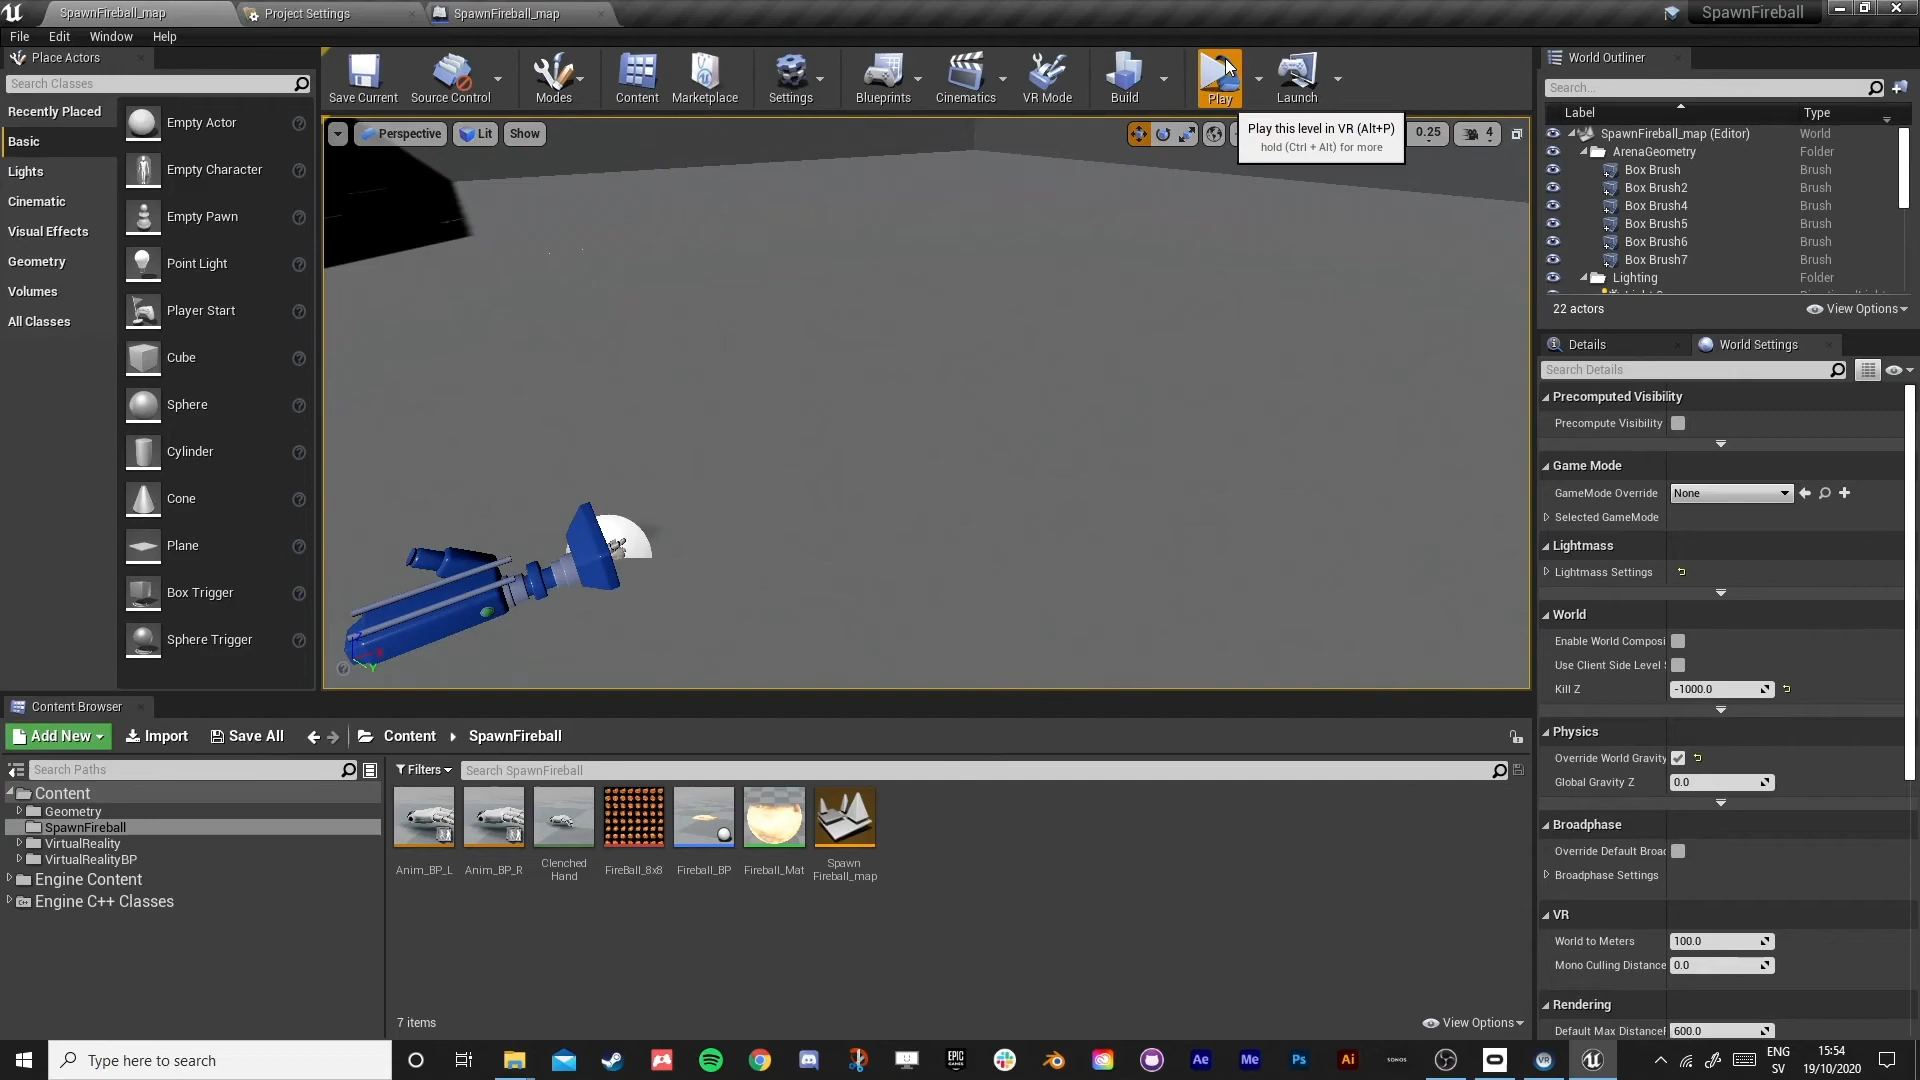 SpawnFireball_map
Project Settings
SpawnFireball_map
SpawnFireball
File Edit Window Help
Place Actors
Search Classes
Recently Placed
Basic
Lights
Cinematic
Visual Effects
Geometry
Volumes
All Classes
Empty Actor
Empty Character
Empty Pawn
Point Light
Player Start
Cube
Sphere
Cylinder
Cone
Plane
Box Trigger
Sphere Trigger
Save Current
Source Control
Modes
Content
Marketplace
Settings
Blueprints
Cinematics
VR Mode
Build
Play
Launch
Perspective
Lit
Show
0.25
4
Play this level in VR (Alt+P)
hold (Ctrl + Alt) for more
World Outliner
Search...
Label Type
SpawnFireball_map (Editor) World
ArenaGeometry Folder
Box Brush Brush
Box Brush2 Brush
Box Brush4 Brush
Box Brush5 Brush
Box Brush6 Brush
Box Brush7 Brush
Lighting Folder
22 actors
View Options
Details
World Settings
Search Details
Precomputed Visibility
Precompute Visibility
Game Mode
GameMode Override None
Selected GameMode
Lightmass
Lightmass Settings
World
Enable World Composi
Use Client Side Level
Kill Z -1000.0
Physics
Override World Gravity
Global Gravity Z 0.0
Broadphase
Override Default Broad
Broadphase Settings
VR
World to Meters 100.0
Mono Culling Distance 0.0
Rendering
Default Max DistanceF 600.0
Content Browser
Add New
Import
Save All
Content
SpawnFireball
Search Paths
Filters
Search SpawnFireball
Content
Geometry
SpawnFireball
VirtualReality
VirtualRealityBP
Engine Content
Engine C++ Classes
Anim_BP_L
Anim_BP_R
Clenched
Hand
FireBall_8x8
Fireball_BP
Fireball_Mat
Spawn
Fireball_map
7 items
View Options
Type here to search
EPIC
GAMES
Ae
Me
Ps
Ai
SONOS
ENG
SV
15:54
19/10/2020